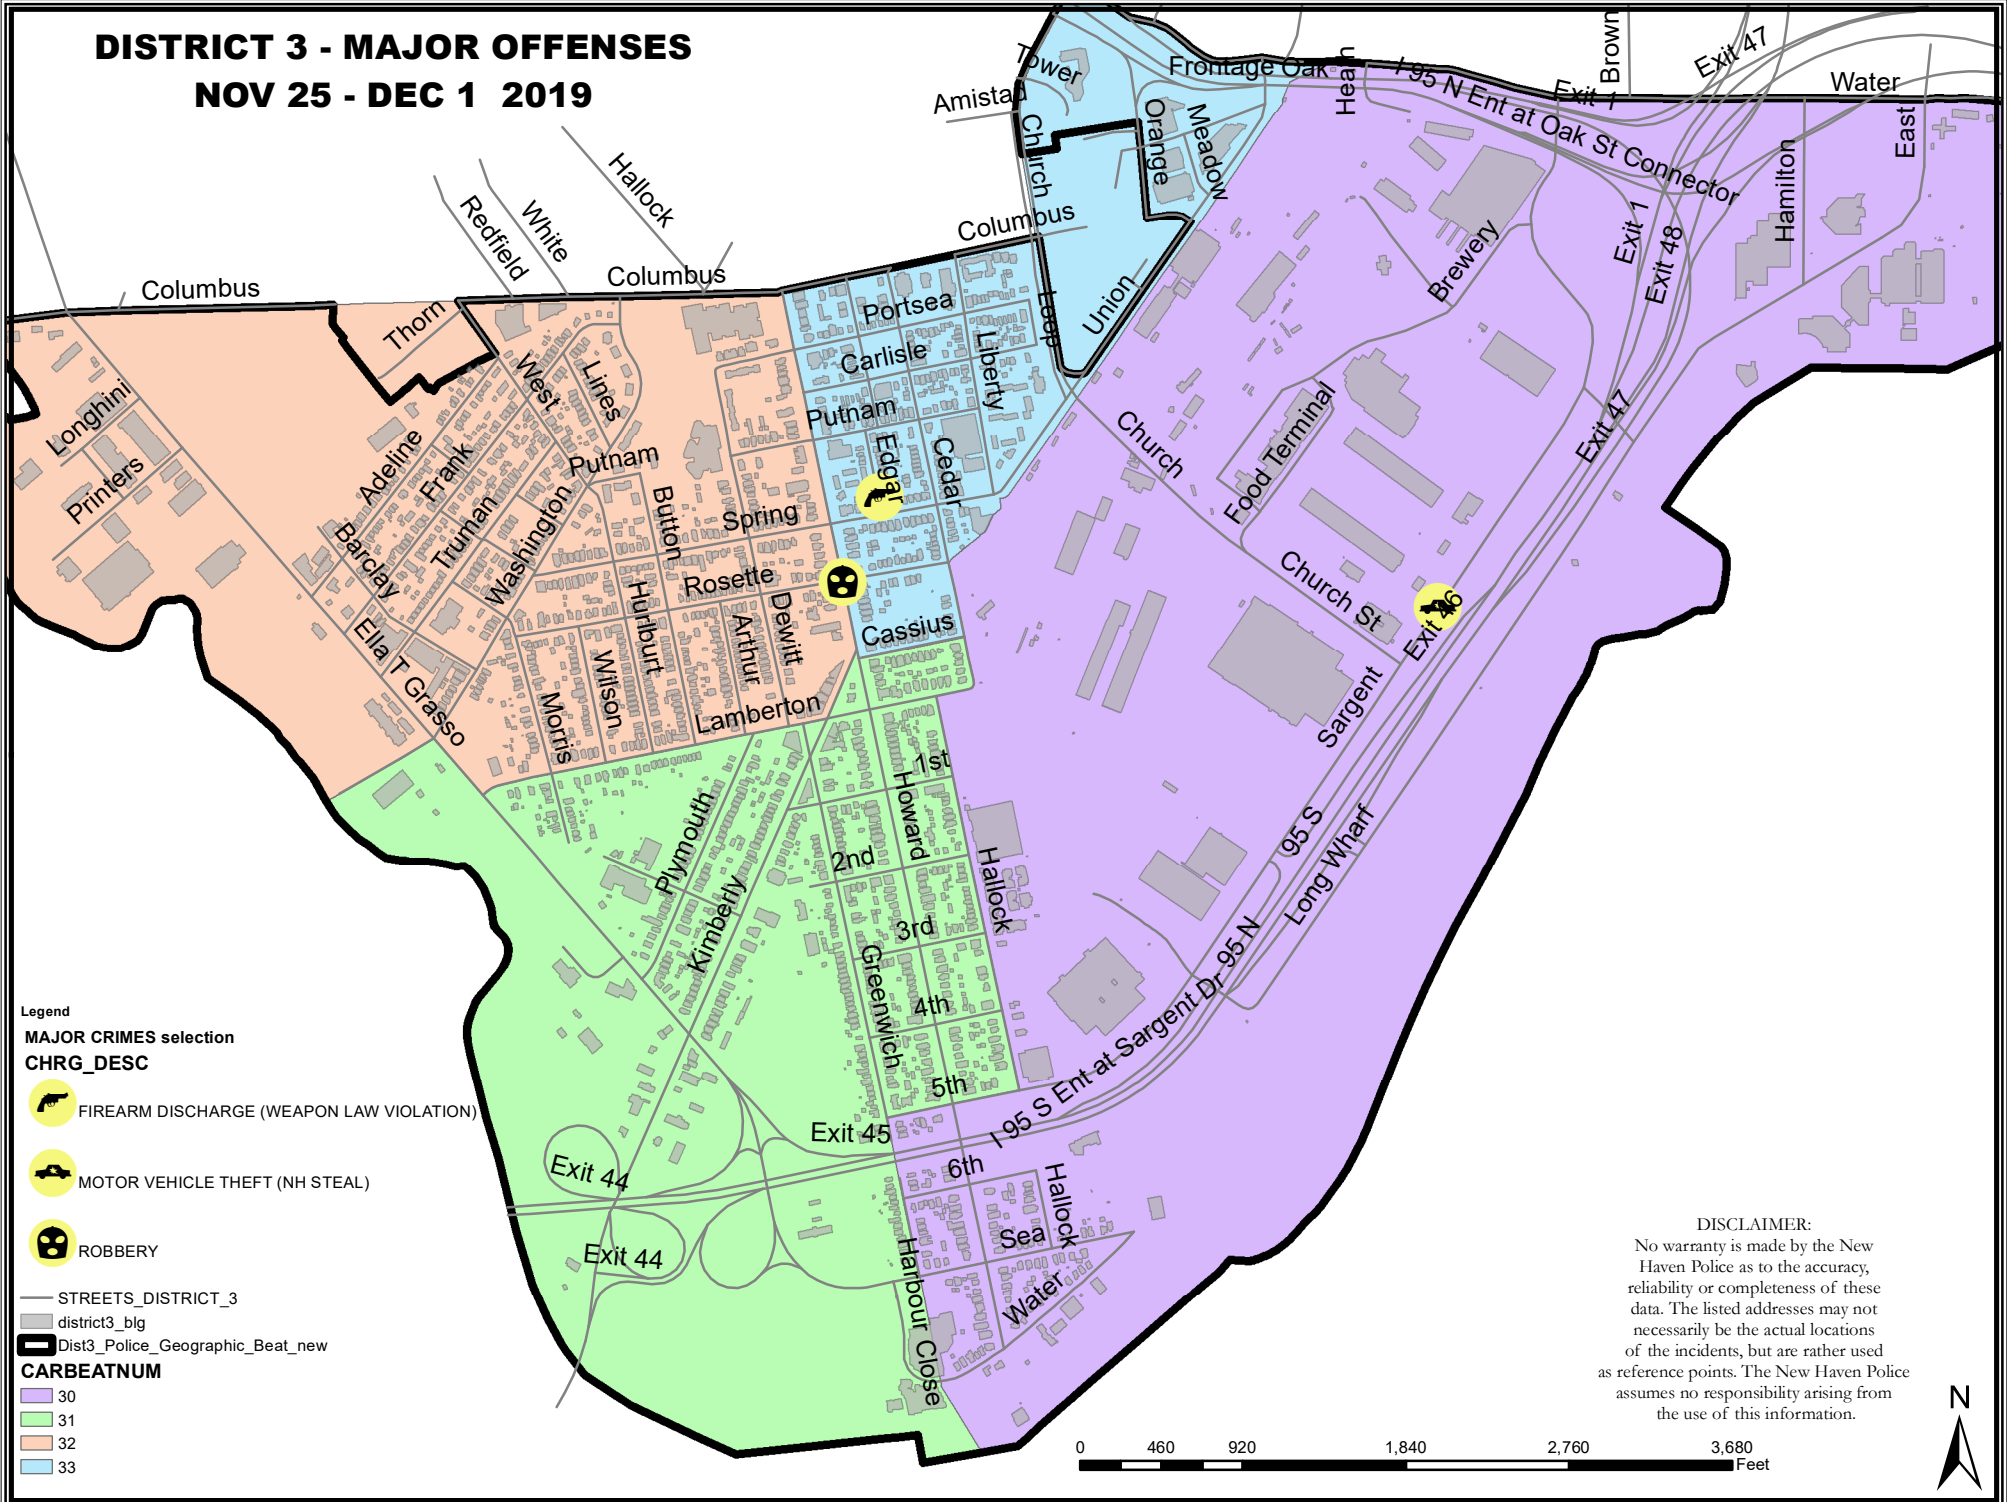 DISTRICT 3 - MAJOR OFFENSES
NOV 25 - DEC 1 2019
Tower
Amistad
Church
Frontage Oak
Orange
Meadow
Heath
I 95 N Ent at Oak St Connector
Exit 1
Brown
Exit 47
Water
East
Hamilton
Exit 1
Exit 48
Brewery
Hallock
White
Redfield
Columbus
Columbus
Columbus
Thorn
Portsea
Carlisle
Liberty
Loop
Union
Putnam
Edgar
Cedar
Longhini
Printers
West
Lines
Adeline
Frank
Truman
Washington
Barclay
Putnam
Button
Spring
Rosette
Hurlburt
Dewitt
Arthur
Wilson
Morris
Lamberton
Cassius
Ella T Grasso
Church
Food Terminal
Church St
Exit 47
Exit 46
Sargent
95 S
Long Wharf
95 N
I 95 S Ent at Sargent Dr
1st
Howard
2nd
Hallock
3rd
Greenwich
4th
5th
Plymouth
Kimberly
Exit 45
Exit 44
Exit 44
6th
Hallock
Sea
Water
Harbour Close
Legend
MAJOR CRIMES selection
CHRG_DESC
FIREARM DISCHARGE (WEAPON LAW VIOLATION)
MOTOR VEHICLE THEFT (NH STEAL)
ROBBERY
STREETS_DISTRICT_3
district3_blg
Dist3_Police_Geographic_Beat_new
CARBEATNUM
30
31
32
33
DISCLAIMER:
No warranty is made by the New
Haven Police as to the accuracy,
reliability or completeness of these
data. The listed addresses may not
necessarily be the actual locations
of the incidents, but are rather used
as reference points. The New Haven Police
assumes no responsibility arising from
the use of this information.
N
0 460 920 1,840 2,760 3,680
Feet